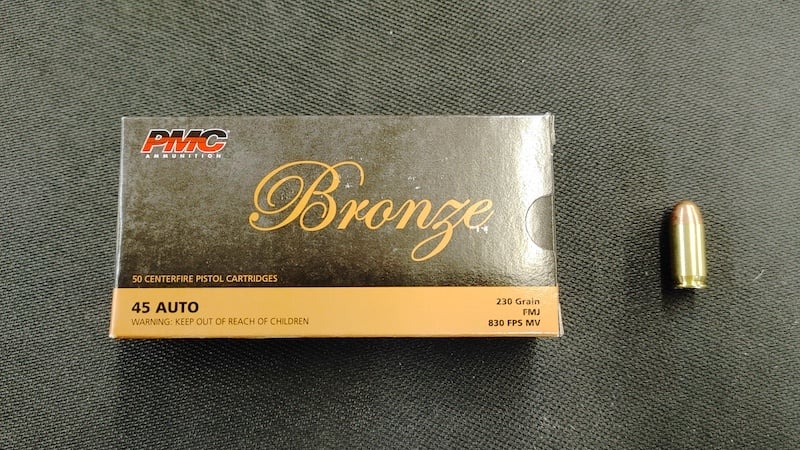 PMC
AMMUNITION
Bronze
50 CENTERFIRE PISTOL CARTRIDGES
45 AUTO
WARNING: KEEP OUT OF REACH OF CHILDREN
230 Grain
FMJ
830 FPS MV